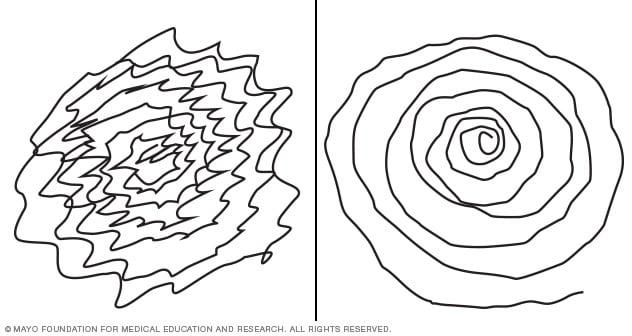 © MAYO FOUNDATION FOR MEDICAL EDUCATION AND RESEARCH. ALL RIGHTS RESERVED.